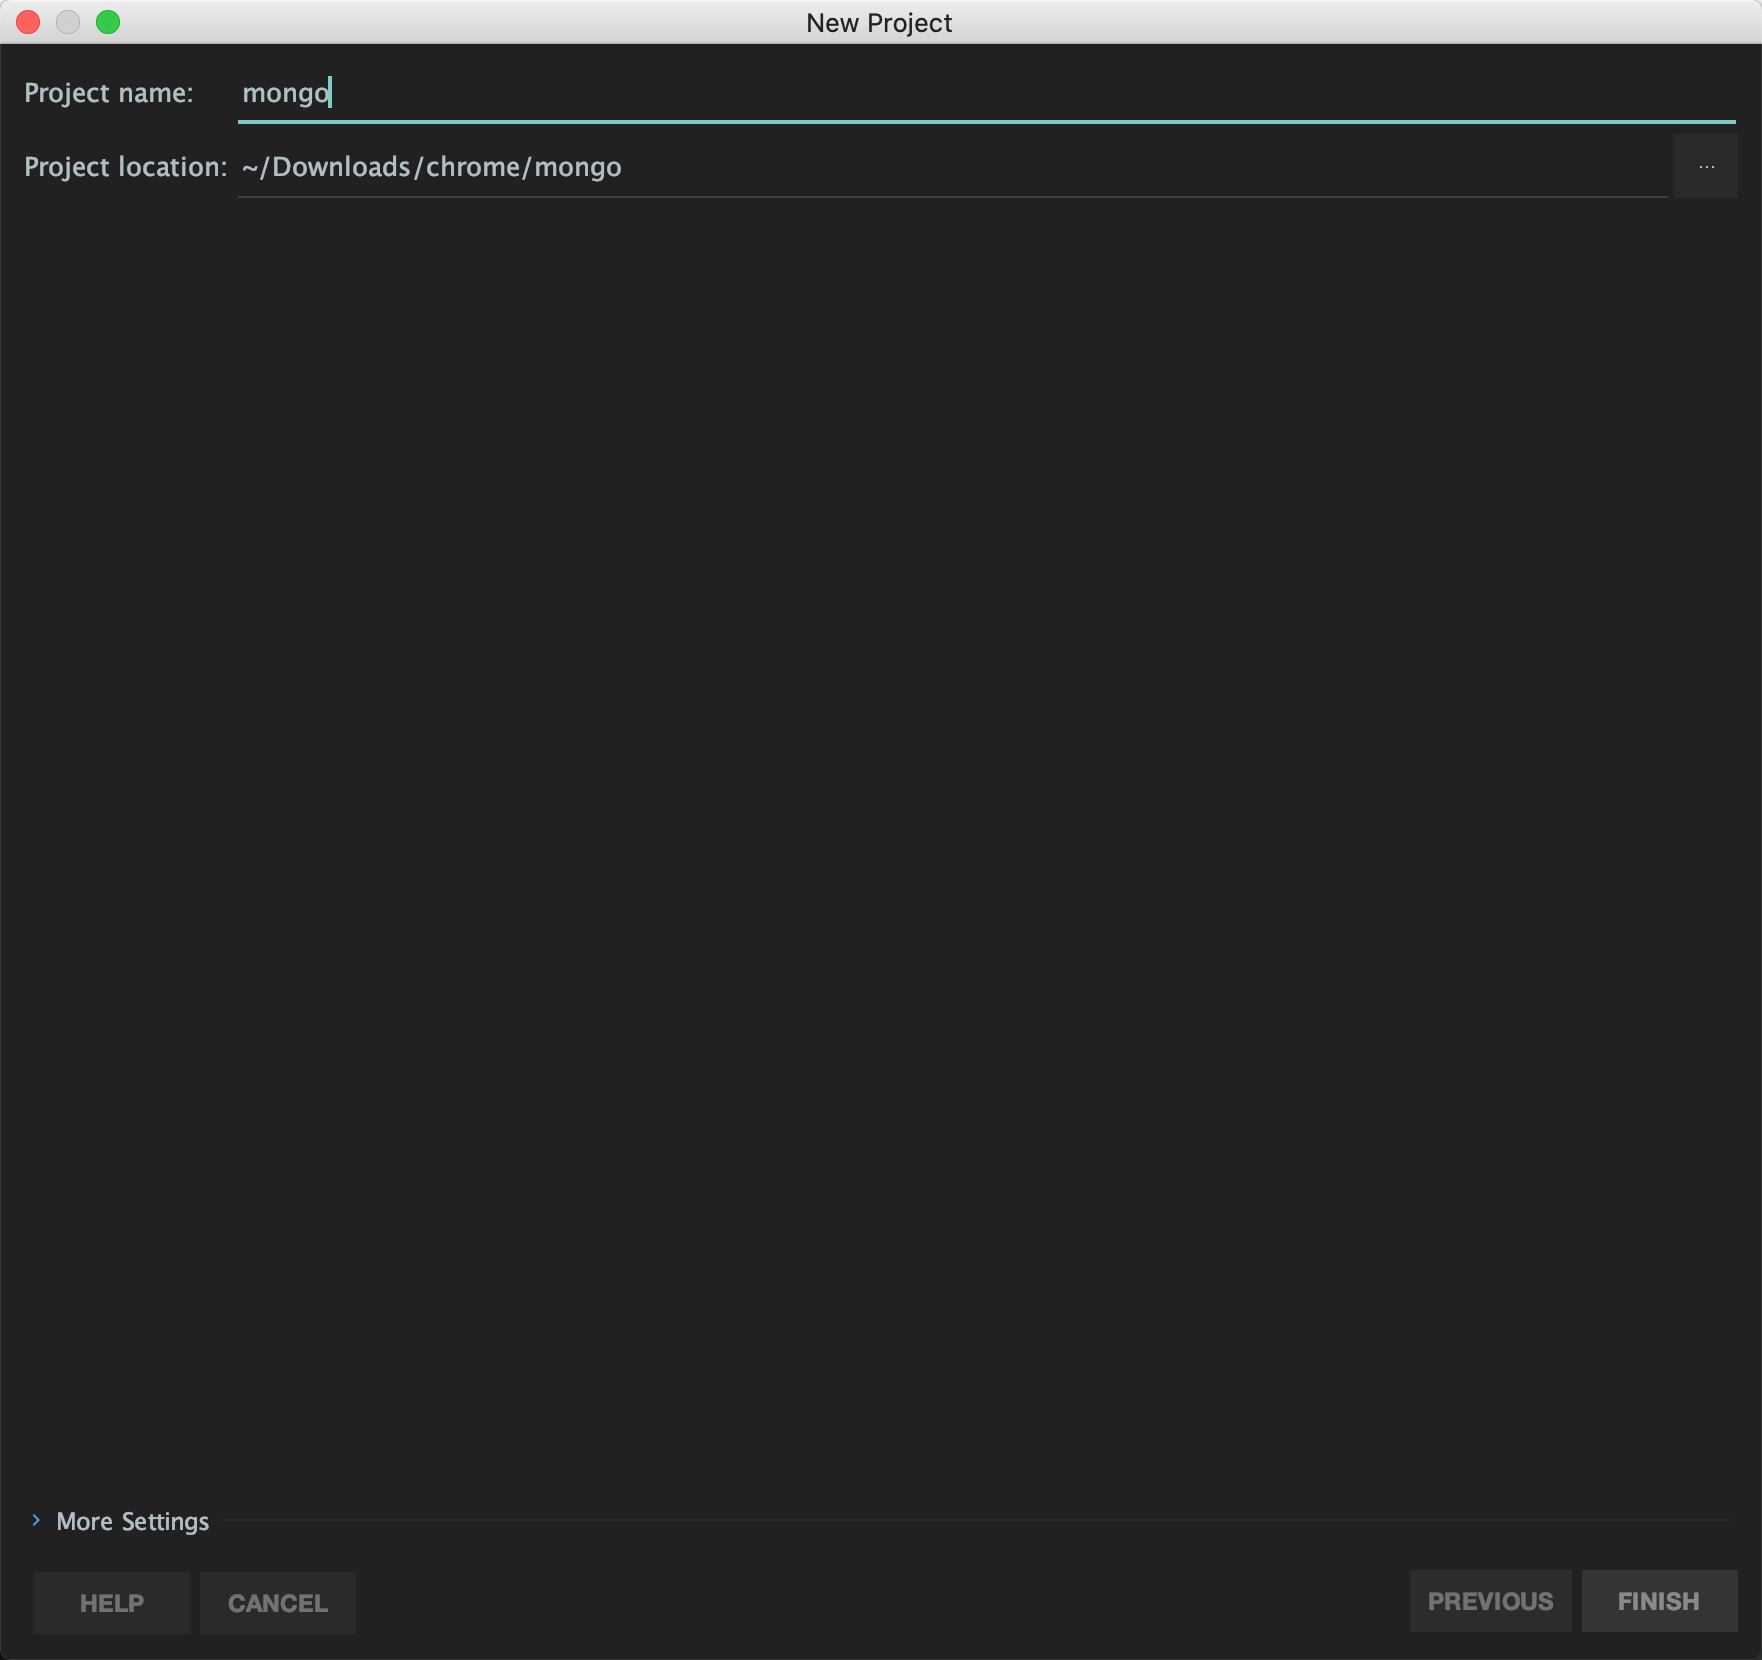 New Project
Project name: mongo
Project location: ~/Downloads/chrome/mongo ...
More Settings
HELP CANCEL PREVIOUS FINISH